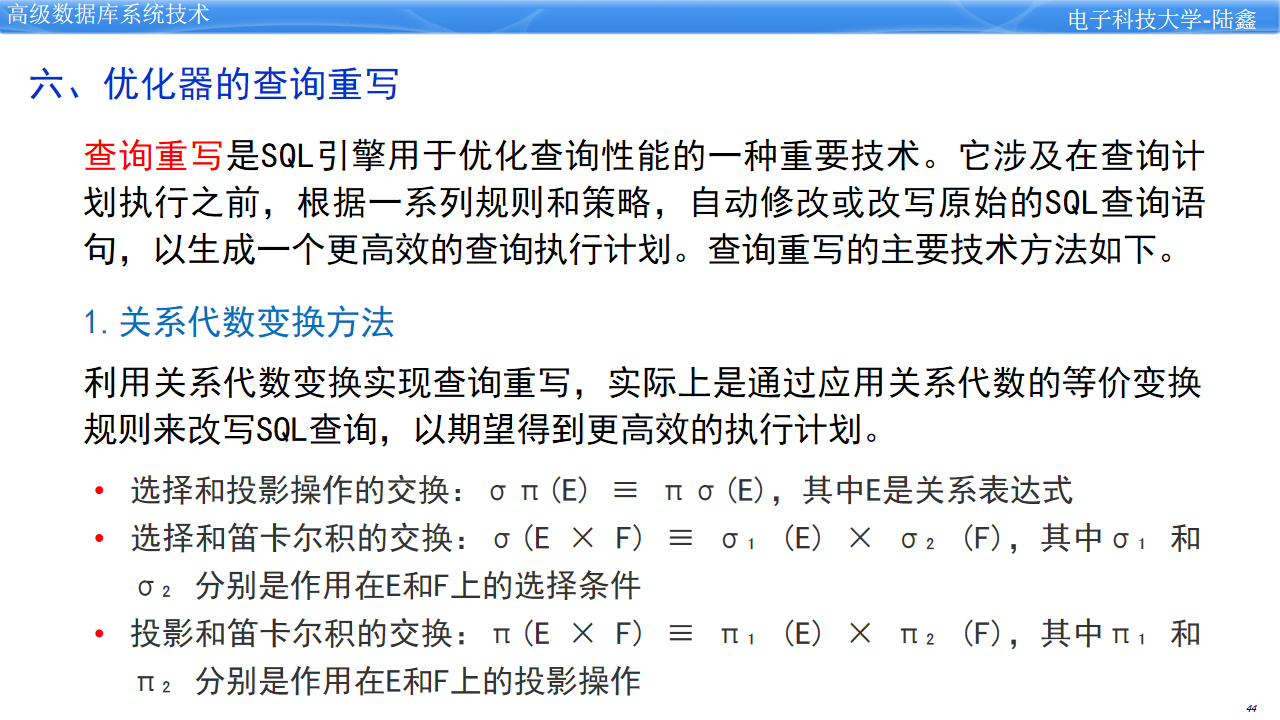 高级数据库系统技术
电子科技大学-陆鑫
六、优化器的查询重写
查询重写是SQL引擎用于优化查询性能的一种重要技术。它涉及在查询计
划执行之前，根据一系列规则和策略，自动修改或改写原始的SQL查询语
句，以生成一个更高效的查询执行计划。查询重写的主要技术方法如下。
1.关系代数变换方法
利用关系代数变换实现查询重写，实际上是通过应用关系代数的等价变换
规则来改写SQL查询，以期望得到更高效的执行计划。
• 选择和投影操作的交换：σπ(E) ≡ πσ(E)，其中E是关系表达式
• 选择和笛卡尔积的交换：σ(E × F) ≡ σ₁ (E) × σ₂ (F)，其中σ₁ 和
σ₂ 分别是作用在E和F上的选择条件
• 投影和笛卡尔积的交换：π(E × F) ≡ π₁ (E) × π₂ (F)，其中π₁ 和
π₂ 分别是作用在E和F上的投影操作
44